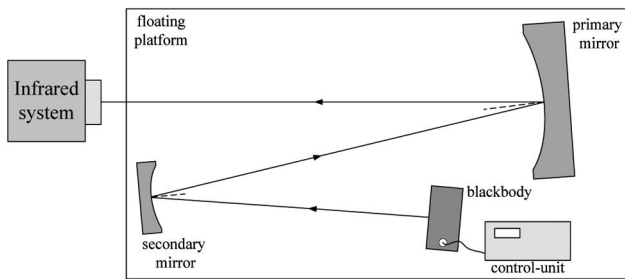 floating
platform
primary
mirror
Infrared
system
blackbody
secondary
mirror
control-unit